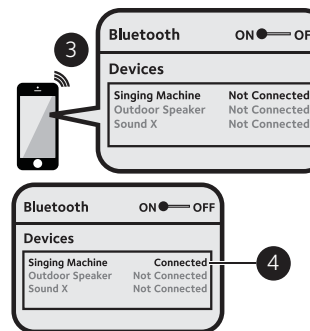 3
Bluetooth ON OF
Devices
Singing Machine Not Connected
Outdoor Speaker Not Connected
Sound X Not Connected
Bluetooth ON OFF
Devices
Singing Machine Connected
Outdoor Speaker Not Connected
Sound X Not Connected
4